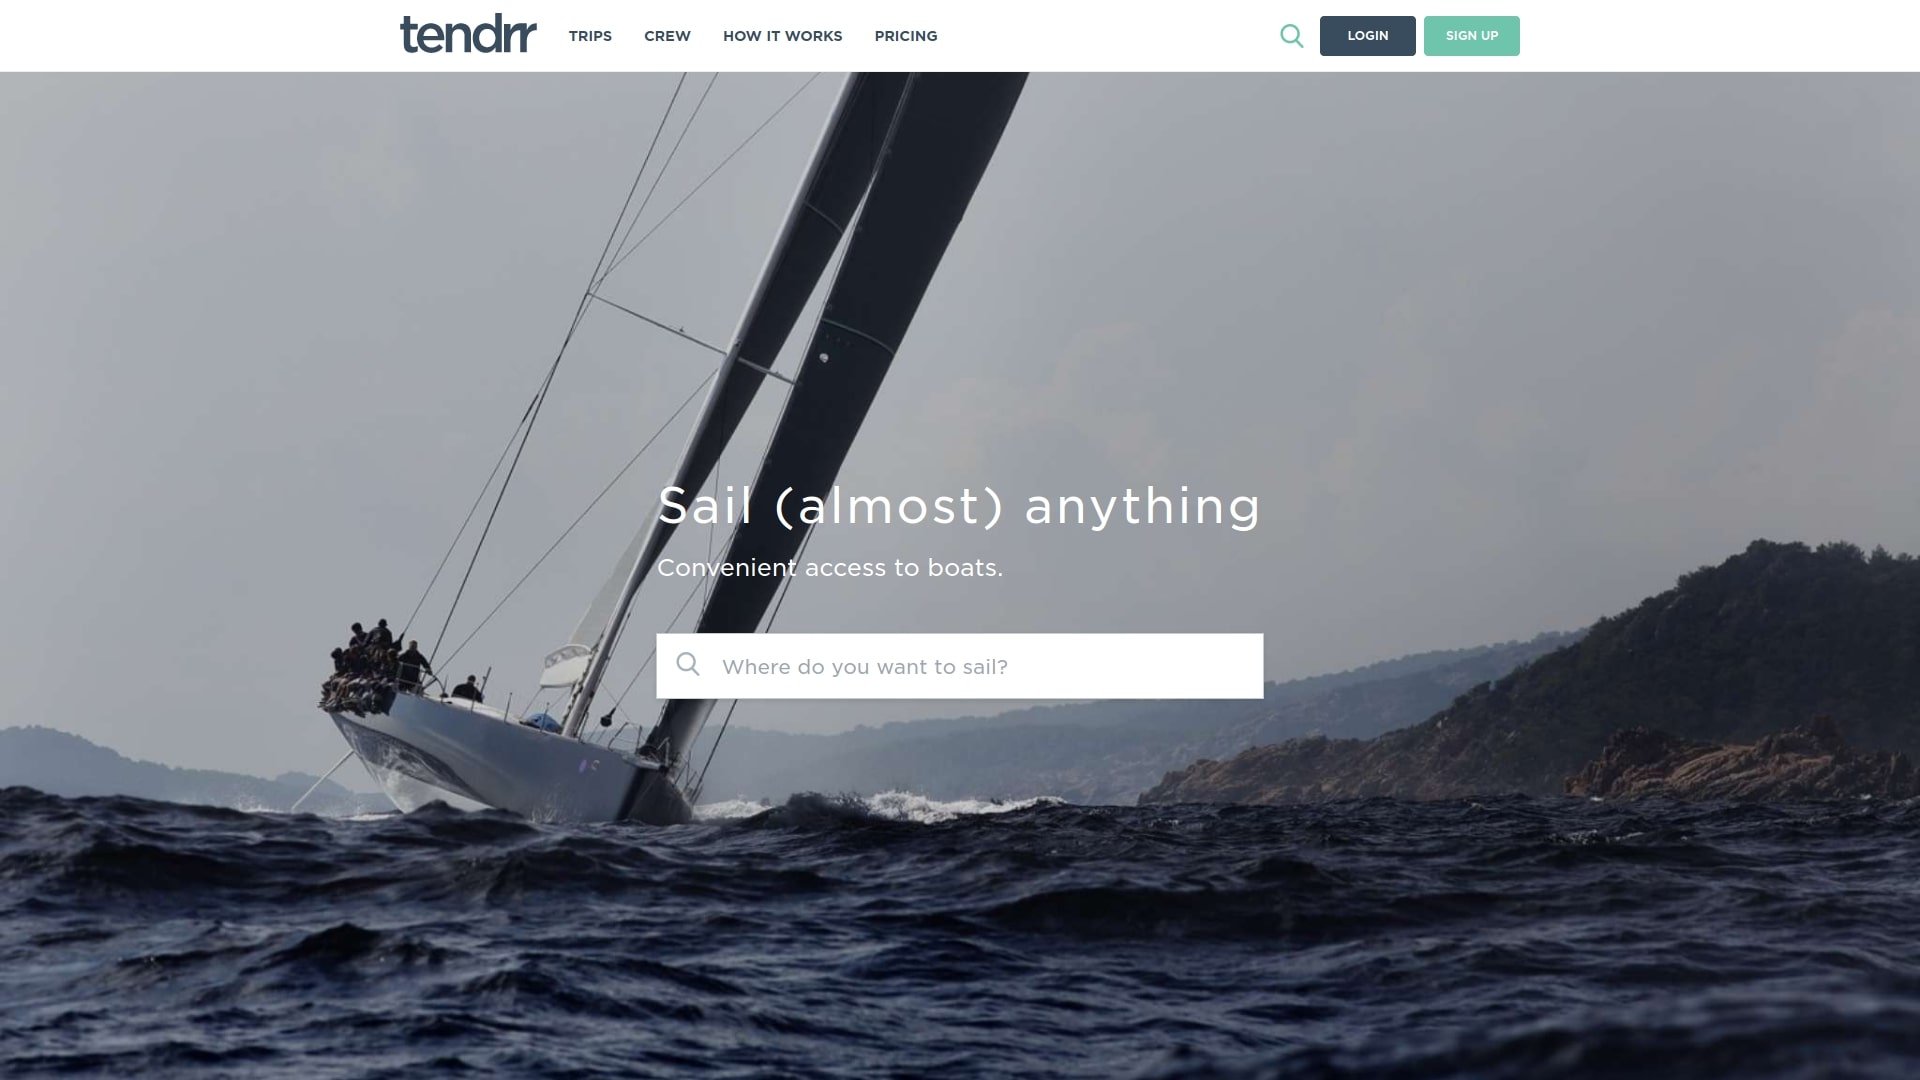 tendrr
TRIPS
CREW
HOW IT WORKS
PRICING
LOGIN
SIGN UP
Sail (almost) anything
Convenient access to boats.
Where do you want to sail?